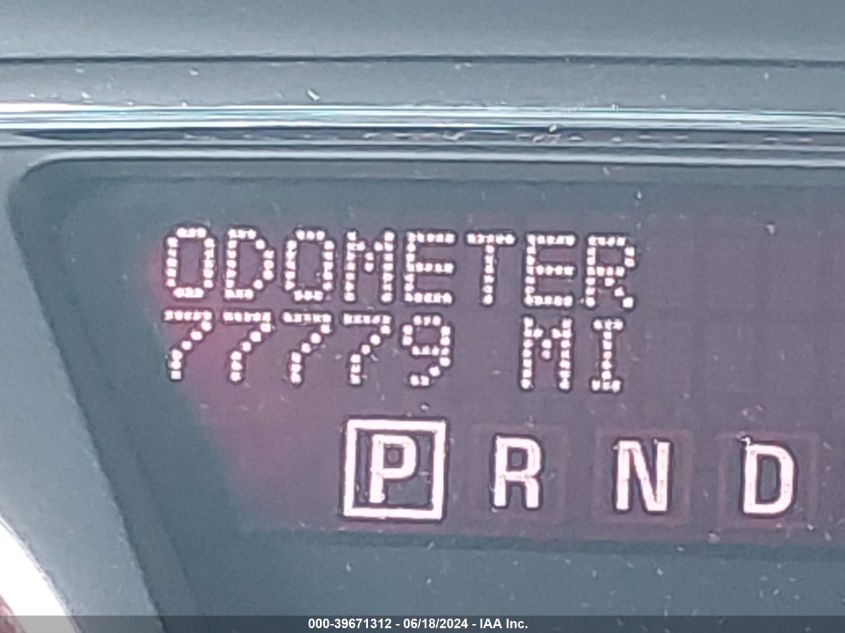 ODOMETER
77779 MI
P R N D
000-39671312 - 06/18/2024 - IAA Inc.